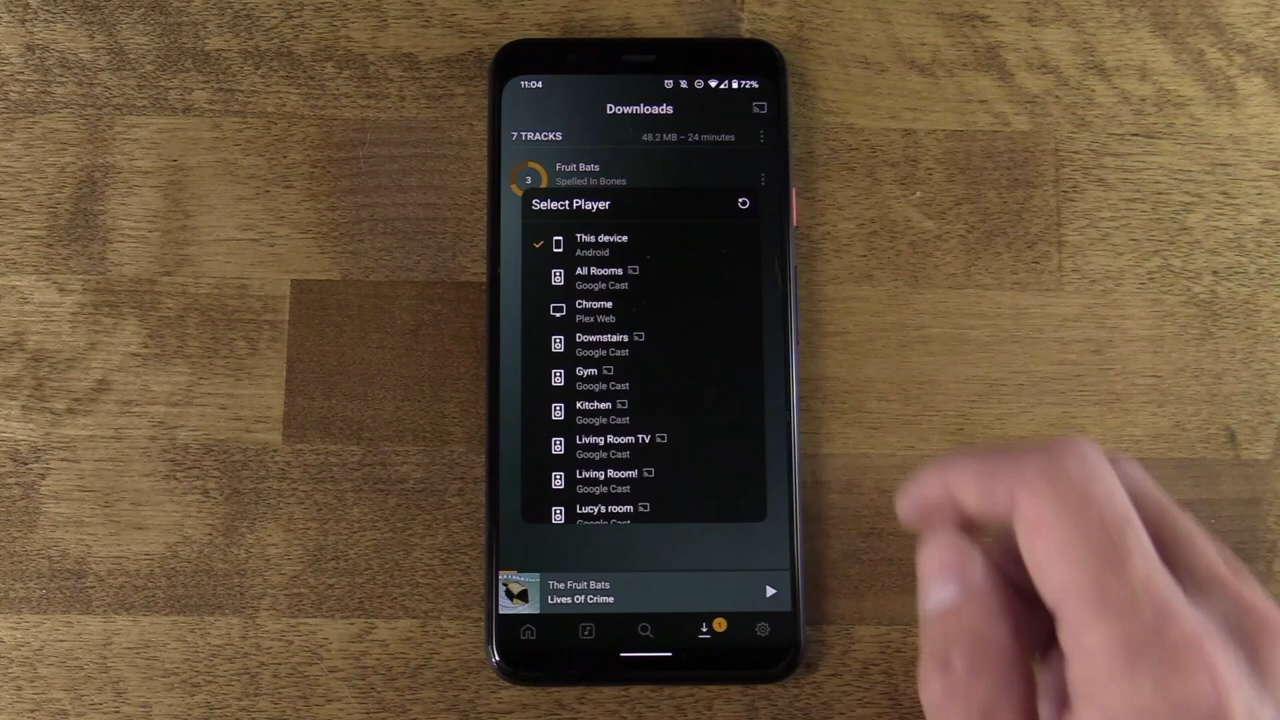 11:04
72%
Downloads
7 TRACKS
48.2 MB – 24 minutes
3
Fruit Bats
Spelled In Bones
Select Player
This device
Android
All Rooms
Google Cast
Chrome
Plex Web
Downstairs
Google Cast
Gym
Google Cast
Kitchen
Google Cast
Living Room TV
Google Cast
Living Room!
Google Cast
Lucy's room
Google Cast
The Fruit Bats
Lives Of Crime
1